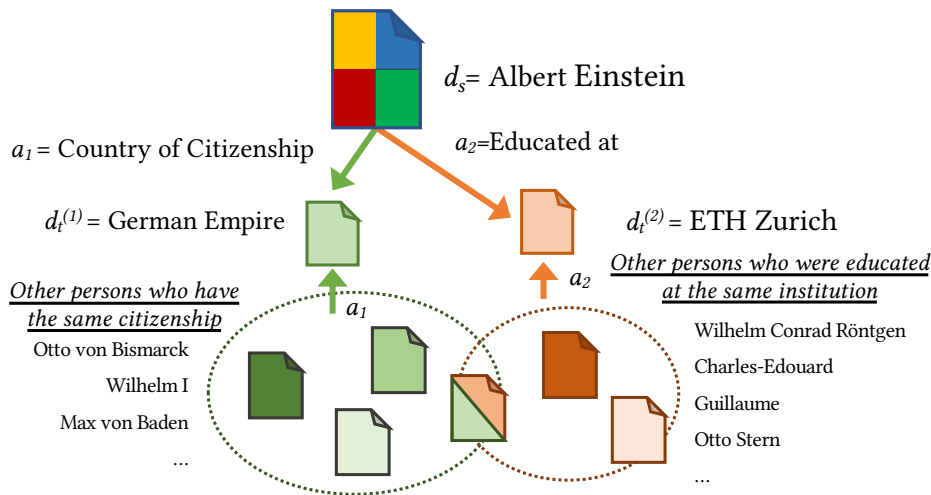 dₛ= Albert Einstein
a₁ = Country of Citizenship
a₂=Educated at
dₜ⁽¹⁾ = German Empire
dₜ⁽²⁾ = ETH Zurich
Other persons who have
the same citizenship
a₁
a₂
Other persons who were educated
at the same institution
Otto von Bismarck
Wilhelm I
Max von Baden
...
Wilhelm Conrad Röntgen
Charles-Edouard
Guillaume
Otto Stern
...